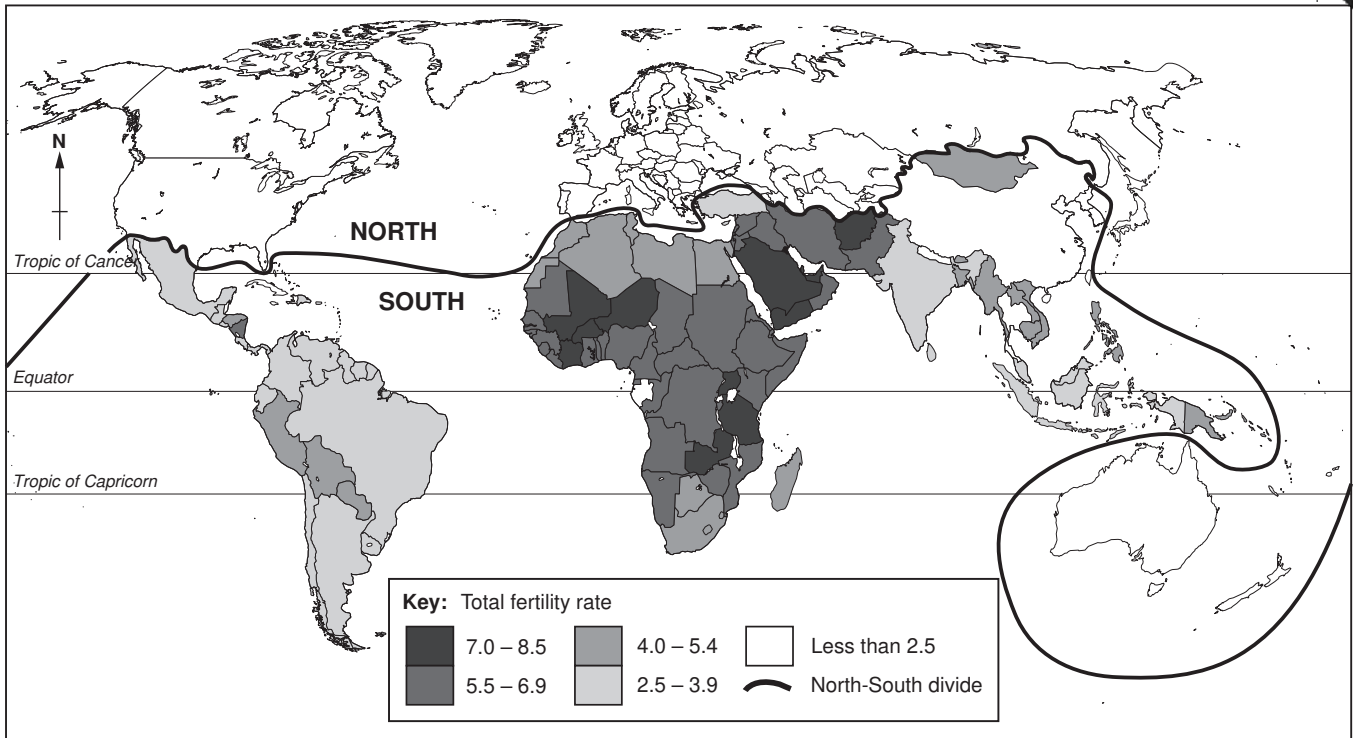 N
NORTH
Tropic of Cancer
SOUTH
Equator
Tropic of Capricorn
Key: Total fertility rate
7.0 – 8.5
4.0 – 5.4
Less than 2.5
5.5 – 6.9
2.5 – 3.9
North-South divide